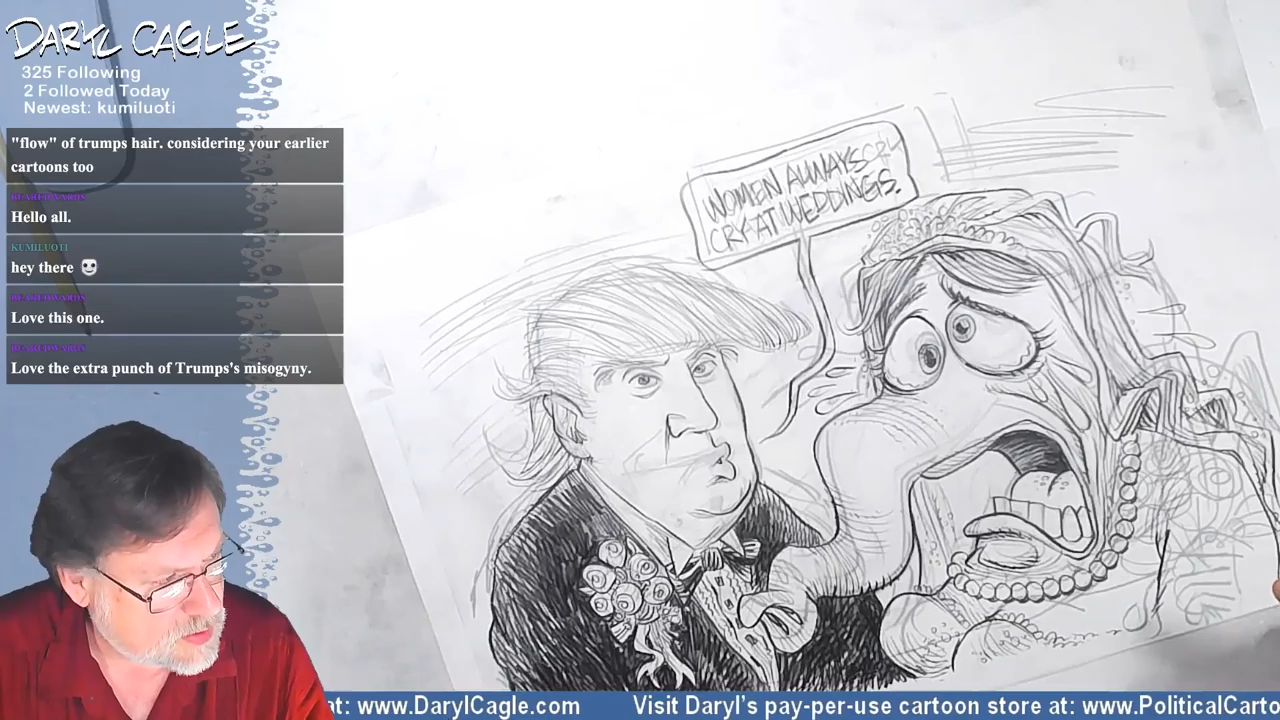 DARYL CAGLE
325 Following
2 Followed Today
Newest: kumiluoti
"flow" of trumps hair. considering your earlier
cartoons too
Hello all.
KUMILUOTI
hey there
Love this one.
Love the extra punch of Trumps's misogyny.
WOMEN ALWAYS CRY
CRY AT WEDDINGS.
at: www.DarylCagle.com Visit Daryl's pay-per-use cartoon store at: www.PoliticalCarto